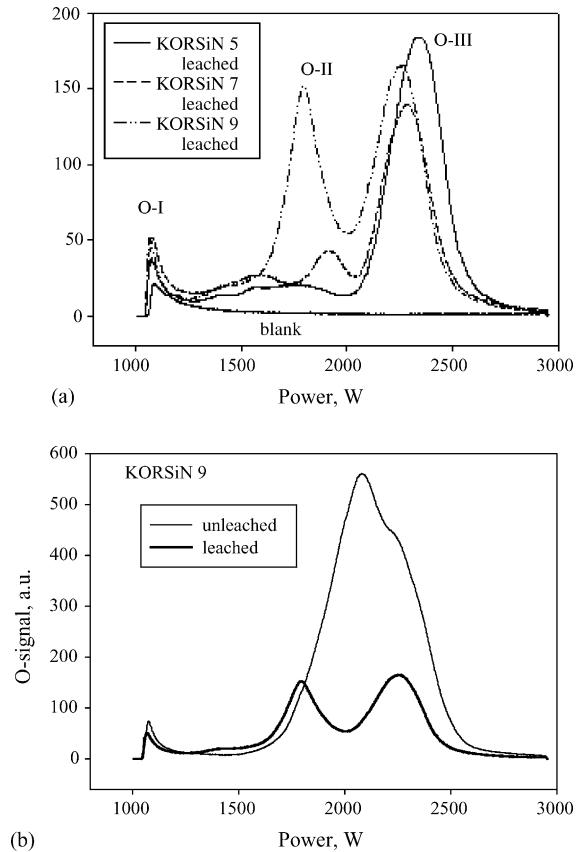 200
150
100
50
0
KORSiN 5
leached
KORSiN 7
leached
KORSiN 9
leached
O-I
O-II
O-III
blank
1000 1500 2000 2500 3000
(a)
Power, W
600
500
400
300
200
100
0
O-signal, a.u.
KORSiN 9
unleached
leached
1000 1500 2000 2500 3000
(b)
Power, W